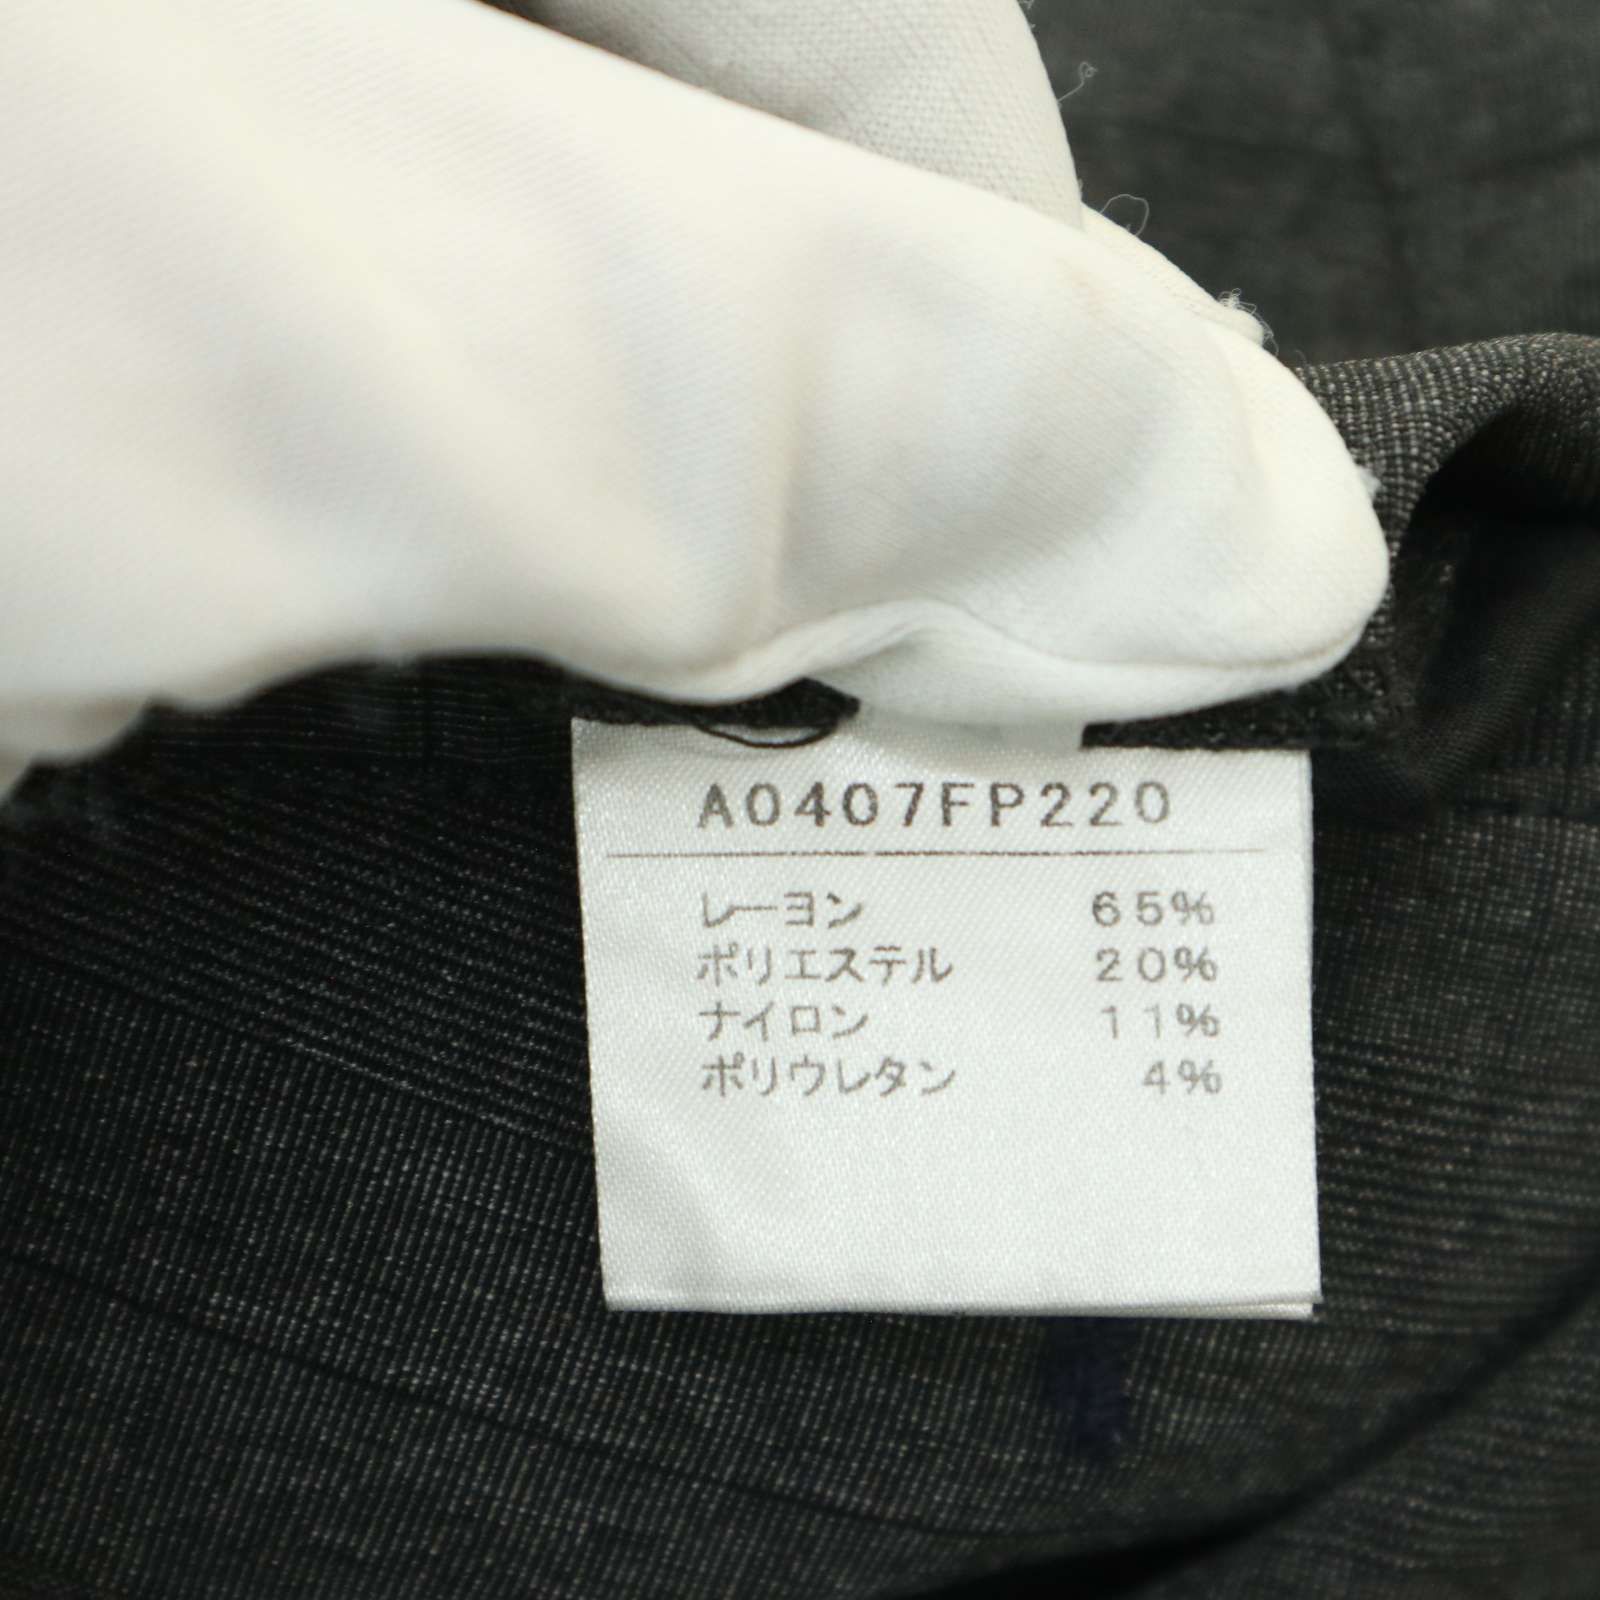 A0407FP220
レーヨン 65%
ポリエステル 20%
ナイロン 11%
ポリウレタン 4%